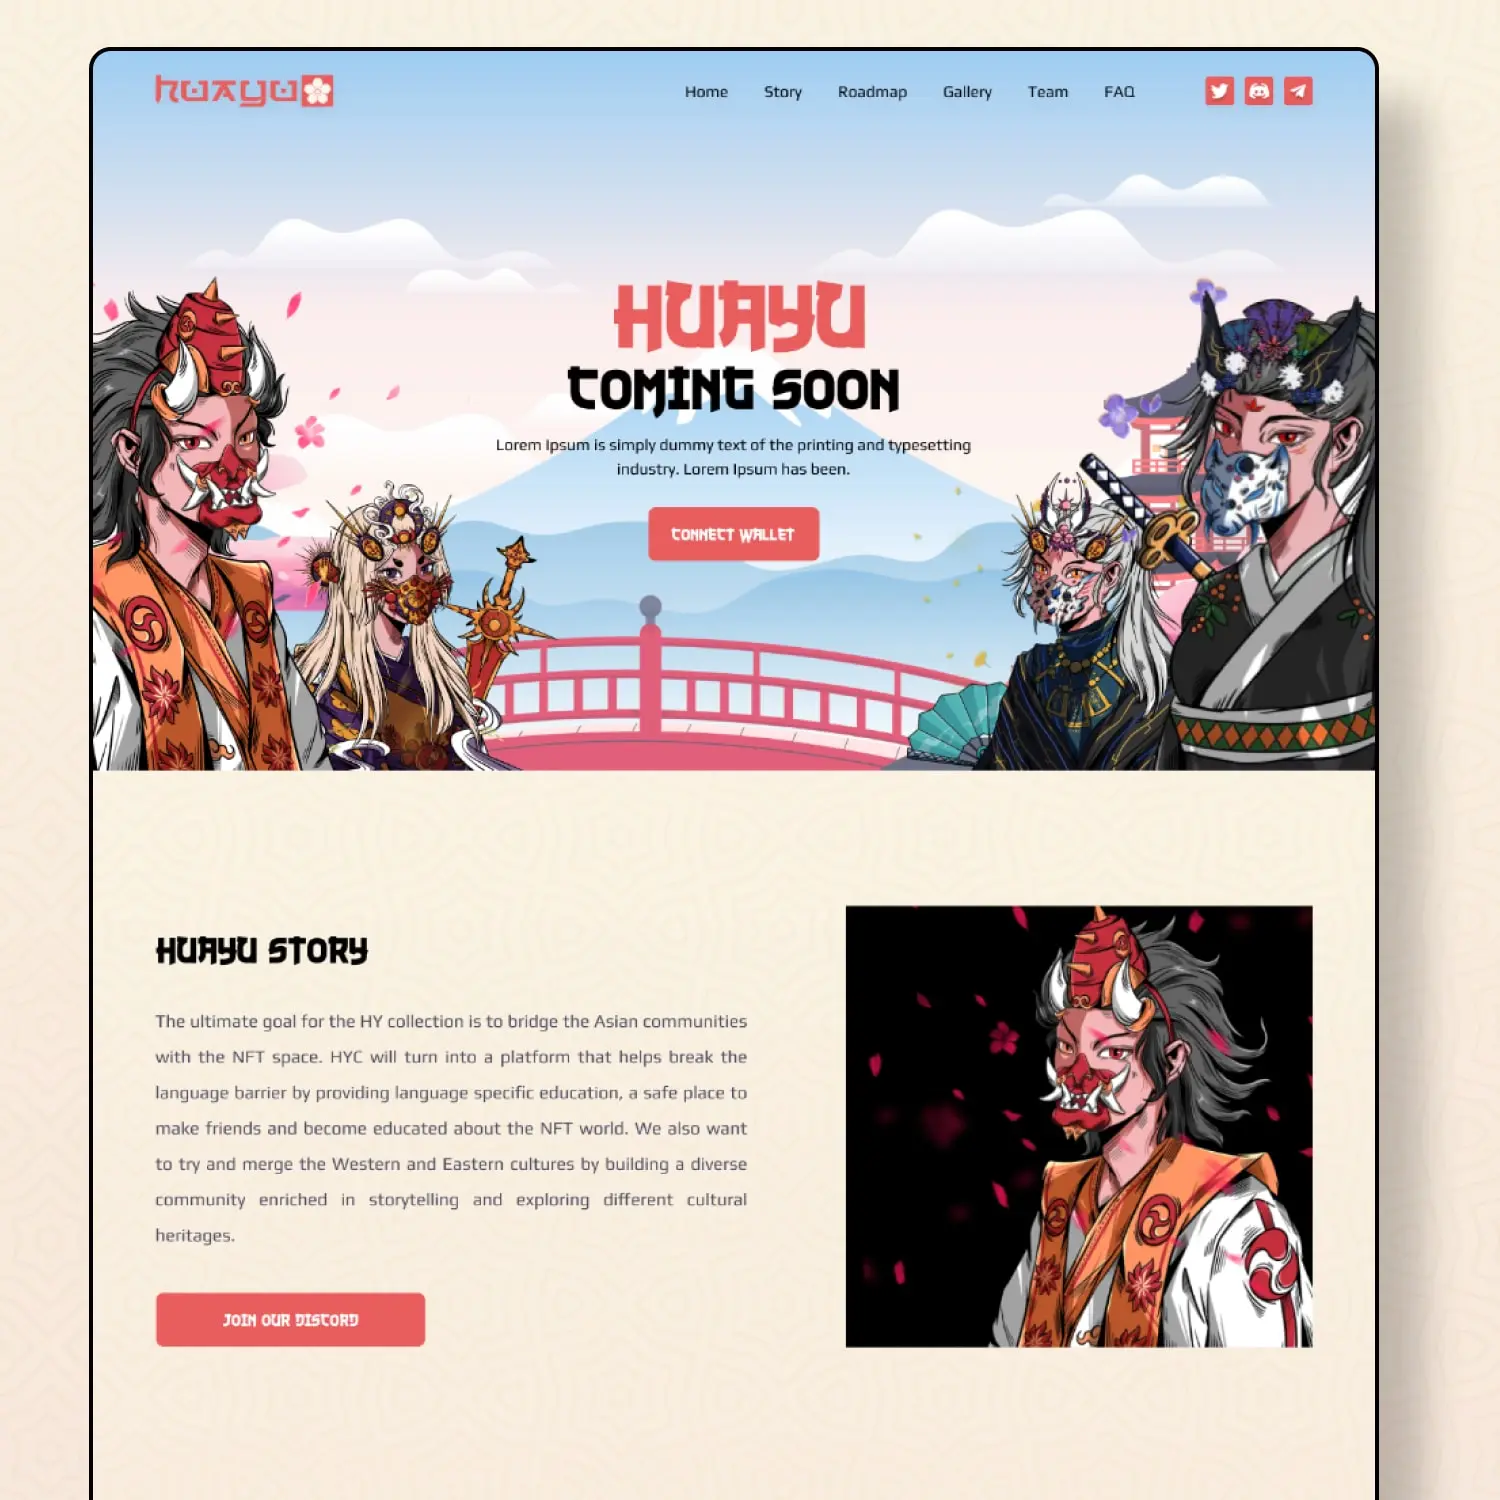 huayu
Home Story Roadmap Gallery Team FAQ
HUAYU
COMING SOON
Lorem Ipsum is simply dummy text of the printing and typesetting
industry. Lorem Ipsum has been.
CONNECT WALLET
HUAYU STORY
The ultimate goal for the HY collection is to bridge the Asian communities
with the NFT space. HYC will turn into a platform that helps break the
language barrier by providing language specific education, a safe place to
make friends and become educated about the NFT world. We also want
to try and merge the Western and Eastern cultures by building a diverse
community enriched in storytelling and exploring different cultural
heritages.
JOIN OUR DISCORD